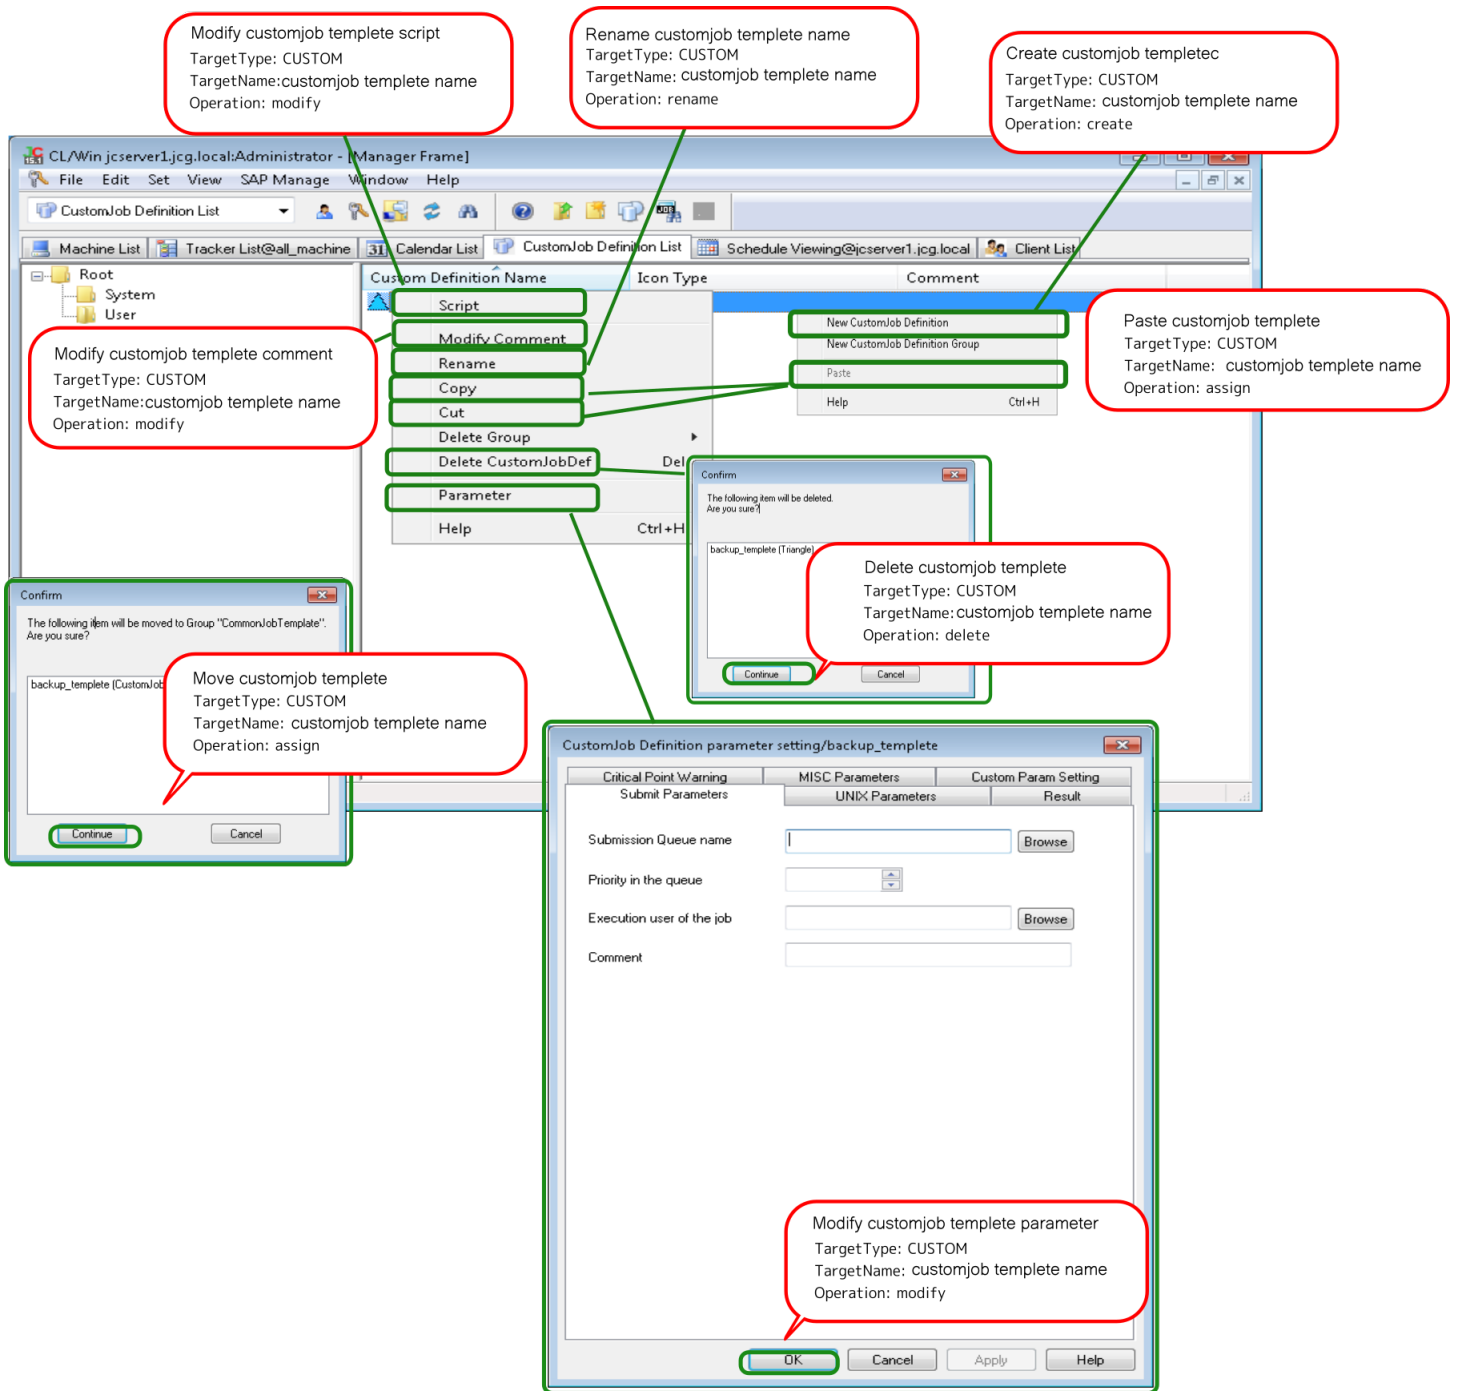 Modify customjob templete script
TargetType: CUSTOM
TargetName:customjob templete name
Operation: modify
Rename customjob templete name
TargetType: CUSTOM
TargetName: customjob templete name
Operation: rename
Create customjob templetec
TargetType: CUSTOM
TargetName: customjob templete name
Operation: create
CL/Win jcserver1.jcg.local:Administrator - [Manager Frame]
File Edit Set View SAP Manage Window Help
CustomJob Definition List
Machine List Tracker List@all_machine Calendar List CustomJob Definition List Schedule Viewing@jcserver1.jcg.local Client List
Root
System
User
Custom Definition Name Icon Type Comment
Script
Modify Comment
Rename
Copy
Cut
Delete Group
Delete CustomJobDef Del
Parameter
Help Ctrl+H
New CustomJob Definition
New CustomJob Definition Group
Paste
Help Ctrl+H
Paste customjob templete
TargetType: CUSTOM
TargetName: customjob templete name
Operation: assign
Modify customjob templete comment
TargetType: CUSTOM
TargetName:customjob templete name
Operation: modify
Confirm
The following item will be deleted.
Are you sure?
backup_templete (Triangle)
Continue Cancel
Delete customjob templete
TargetType: CUSTOM
TargetName:customjob templete name
Operation: delete
Confirm
The following item will be moved to Group "CommonJobTemplate".
Are you sure?
backup_templete (CustomJob
Continue Cancel
Move customjob templete
TargetType: CUSTOM
TargetName: customjob templete name
Operation: assign
CustomJob Definition parameter setting/backup_templete
Critical Point Warning MISC Parameters Custom Param Setting
Submit Parameters UNIX Parameters Result
Submission Queue name Browse
Priority in the queue
Execution user of the job Browse
Comment
Modify customjob templete parameter
TargetType: CUSTOM
TargetName: customjob templete name
Operation: modify
OK Cancel Apply Help